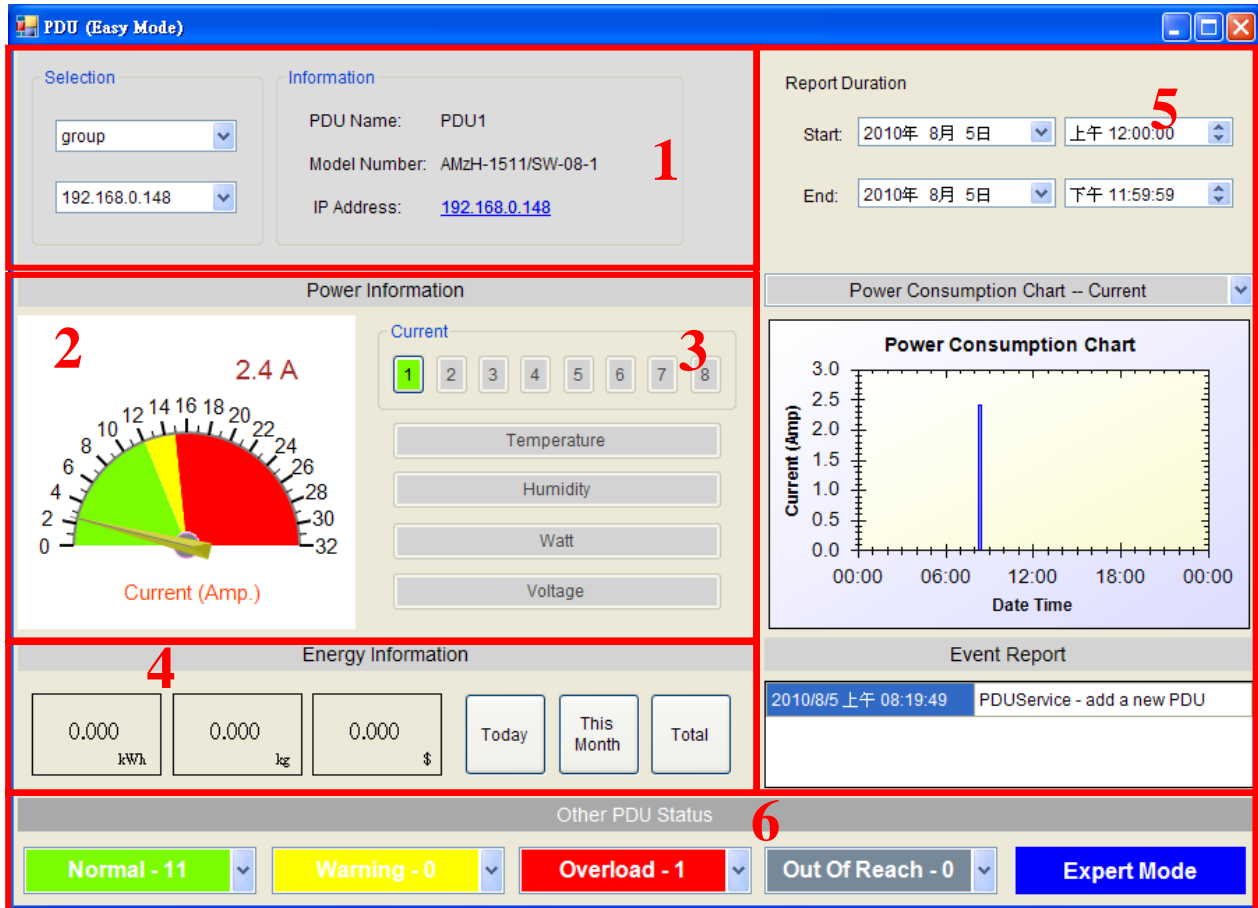 PDU (Easy Mode)
Selection
group
192.168.0.148
Information
PDU Name: PDU1
Model Number: AMzH-1511/SW-08-1
IP Address: 192.168.0.148
1
Report Duration
5
Start: 2010年 8月 5日 上午 12:00:00
End: 2010年 8月 5日 下午 11:59:59
Power Information
2
2.4 A
0 2 4 6 8 10 12 14 16 18 20 22 24 26 28 30 32
Current (Amp.)
Current
3
1 2 3 4 5 6 7 8
Temperature
Humidity
Watt
Voltage
Power Consumption Chart -- Current
Power Consumption Chart
Current (Amp)
3.0
2.5
2.0
1.5
1.0
0.5
0.0
00:00 06:00 12:00 18:00 00:00
Date Time
4
Energy Information
0.000 kWh
0.000 kg
0.000 $
Today
This
Month
Total
Event Report
2010/8/5 上午 08:19:49 PDUService - add a new PDU
Other PDU Status
6
Normal - 11
Warning - 0
Overload - 1
Out Of Reach - 0
Expert Mode